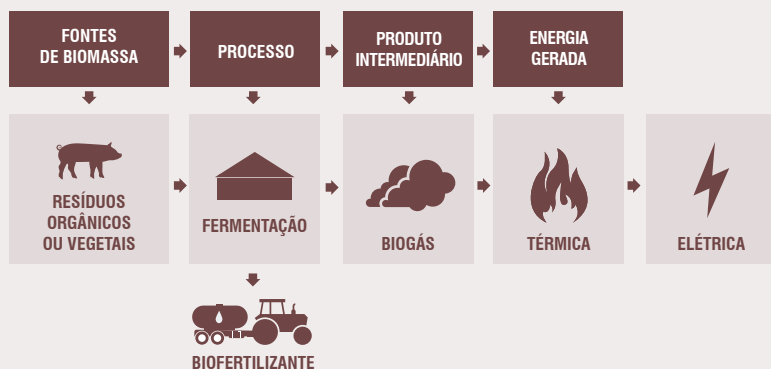 FONTES
DE BIOMASSA
PROCESSO
PRODUTO
INTERMEDIÁRIO
ENERGIA
GERADA
RESÍDUOS
ORGÂNICOS
OU VEGETAIS
FERMENTAÇÃO
BIOGÁS
TÉRMICA
ELÉTRICA
BIOFERTILIZANTE